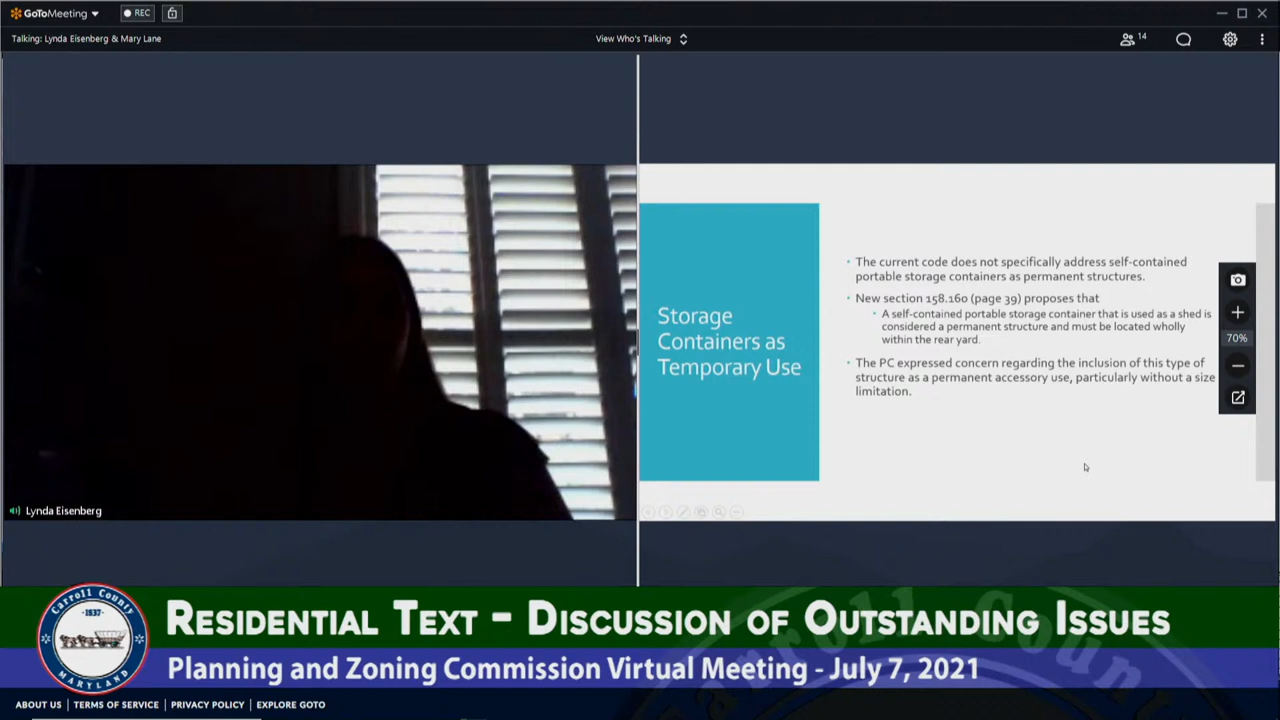 GoToMeeting
REC
Talking: Lynda Eisenberg & Mary Lane
View Who's Talking
14
Storage
Containers as
Temporary Use
• The current code does not specifically address self-contained
portable storage containers as permanent structures.
• New section 158.160 (page 39) proposes that
• A self-contained portable storage container that is used as a shed is
considered a permanent structure and must be located wholly
within the rear yard.
• The PC expressed concern regarding the inclusion of this type of
structure as a permanent accessory use, particularly without a size
limitation.
70%
Lynda Eisenberg
Carroll County
1837
MARYLAND
Residential Text – Discussion of Outstanding Issues
Planning and Zoning Commission Virtual Meeting - July 7, 2021
ABOUT US | TERMS OF SERVICE | PRIVACY POLICY | EXPLORE GOTO